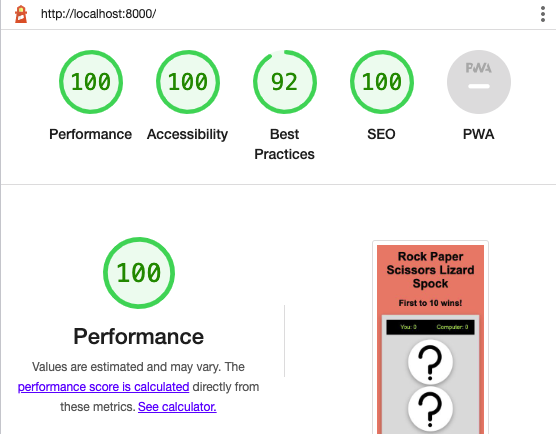 http://localhost:8000/
100
100
92
100
PWA
Performance
Accessibility
Best
Practices
SEO
PWA
100
Performance
Values are estimated and may vary. The
performance score is calculated directly from
these metrics. See calculator.
Rock Paper
Scissors Lizard
Spock
First to 10 wins!
You: 0 Computer: 0
?
?